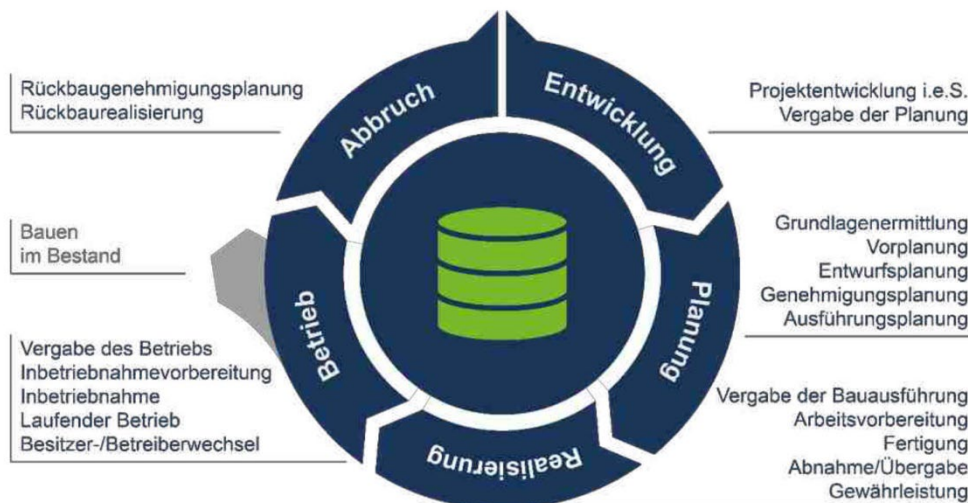 Rückbaugenehmigungsplanung
Rückbaurealisierung
Abbruch
Entwicklung
Projektentwicklung i.e.S.
Vergabe der Planung
Bauen
im Bestand
Grundlagenermittlung
Vorplanung
Entwurfsplanung
Genehmigungsplanung
Ausführungsplanung
Betrieb
Planung
Vergabe des Betriebs
Inbetriebnahmevorbereitung
Inbetriebnahme
Laufender Betrieb
Besitzer-/Betreiberwechsel
Realisierung
Vergabe der Bauausführung
Arbeitsvorbereitung
Fertigung
Abnahme/Übergabe
Gewährleistung